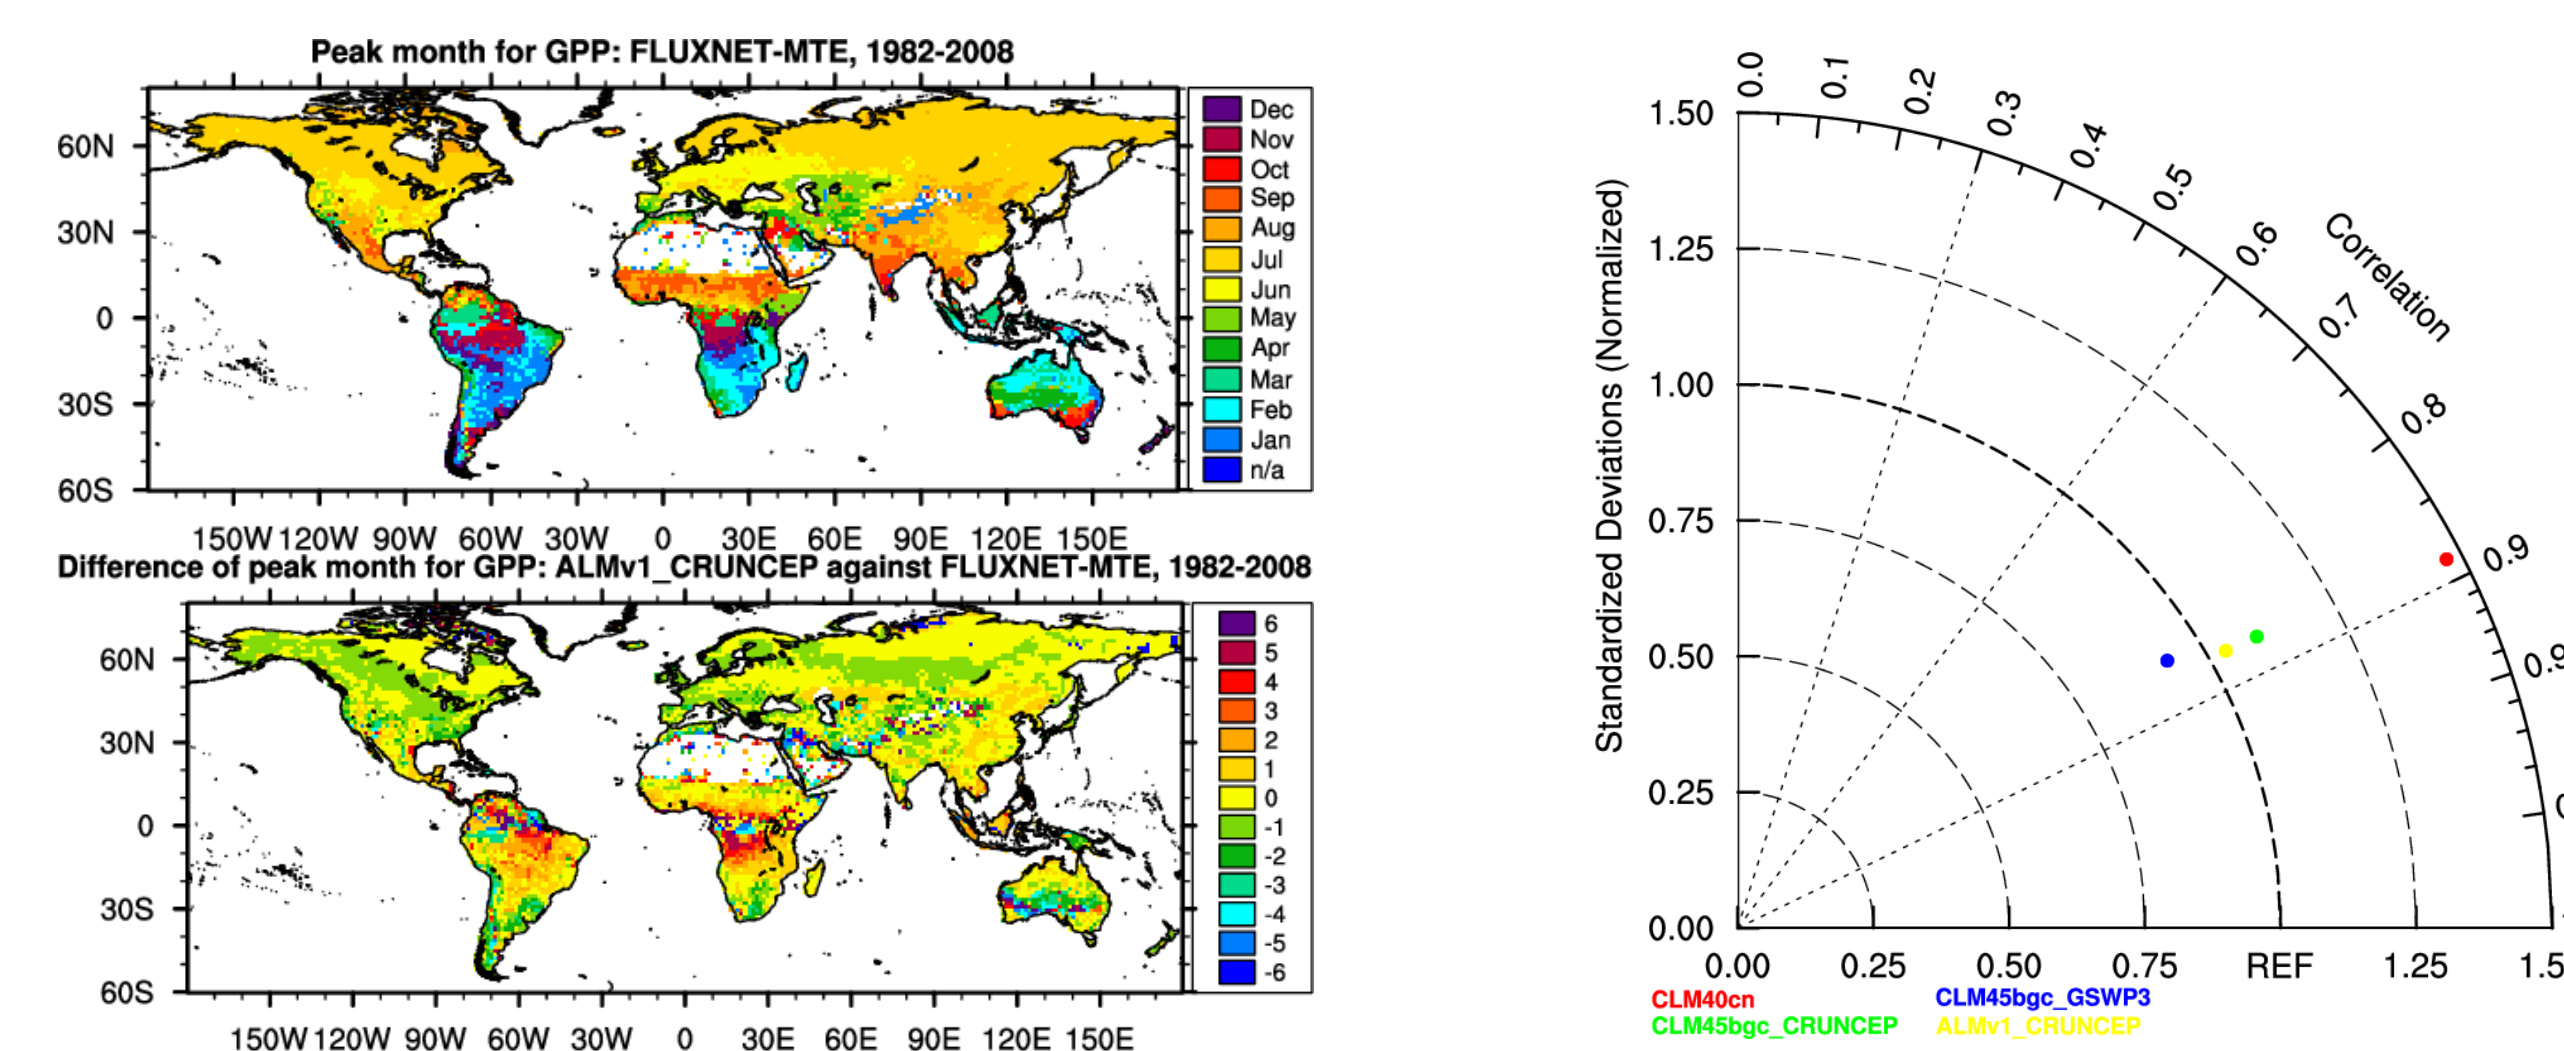 Peak month for GPP: FLUXNET-MTE, 1982-2008
60N
30N
0
30S
60S
150W 120W 90W 60W 30W 0 30E 60E 90E 120E 150E
Dec
Nov
Oct
Sep
Aug
Jul
Jun
May
Apr
Mar
Feb
Jan
n/a
Difference of peak month for GPP: ALMv1_CRUNCEP against FLUXNET-MTE, 1982-2008
60N
30N
0
30S
60S
150W 120W 90W 60W 30W 0 30E 60E 90E 120E 150E
6
5
4
3
2
1
0
-1
-2
-3
-4
-5
-6
Standardized Deviations (Normalized)
1.50
1.25
1.00
0.75
0.50
0.25
0.00
0.00 0.25 0.50 0.75 REF 1.25 1.5
0.0
0.1
0.2
0.3
0.4
0.5
0.6
0.7
0.8
0.9
0.9
Correlation
CLM40cn CLM45bgc_GSWP3
CLM45bgc_CRUNCEP ALMv1_CRUNCEP